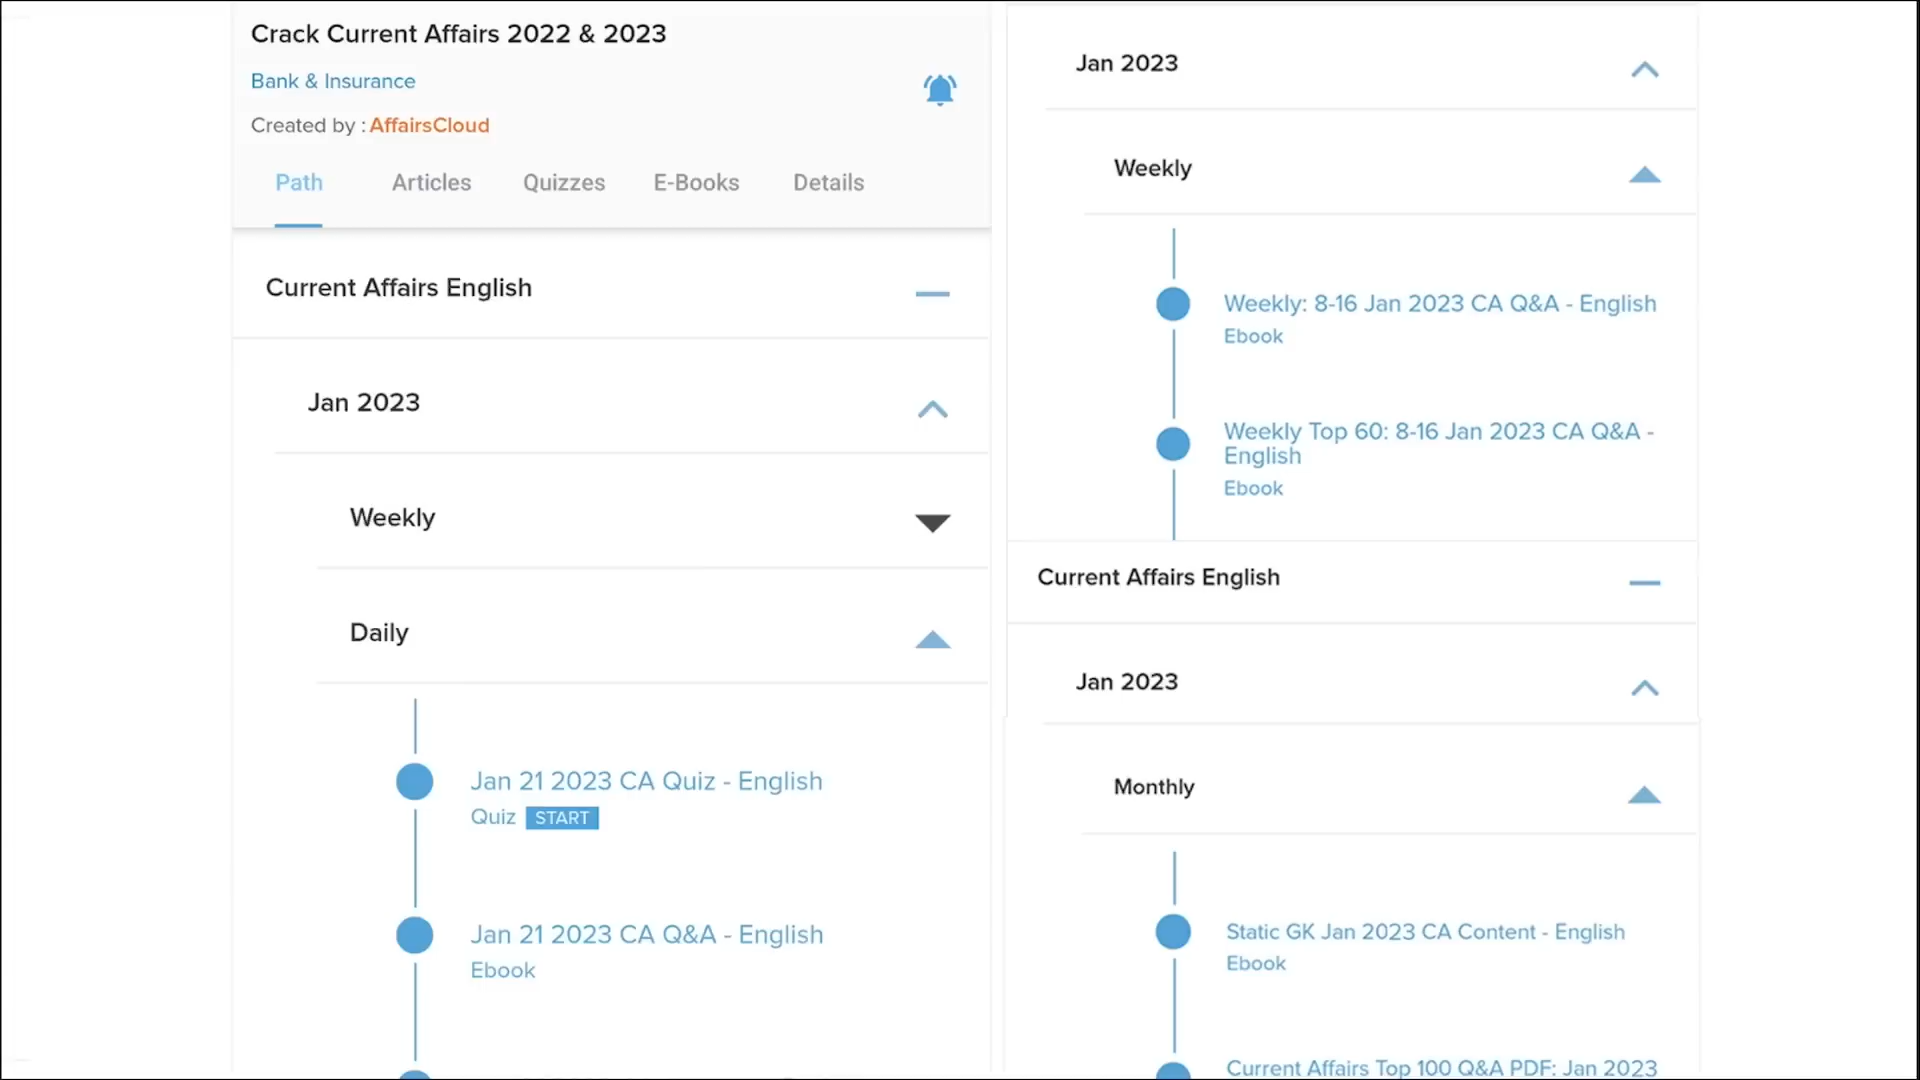 Crack Current Affairs 2022 & 2023
Bank & Insurance
Created by : AffairsCloud
Path Articles Quizzes E-Books Details
Current Affairs English
Jan 2023
Weekly
Daily
Jan 21 2023 CA Quiz - English
Quiz START
Jan 21 2023 CA Q&A - English
Ebook
Jan 2023
Weekly
Weekly: 8-16 Jan 2023 CA Q&A - English
Ebook
Weekly Top 60: 8-16 Jan 2023 CA Q&A -
English
Ebook
Current Affairs English
Jan 2023
Monthly
Static GK Jan 2023 CA Content - English
Ebook
Current Affairs Top 100 Q&A PDF: Jan 2023